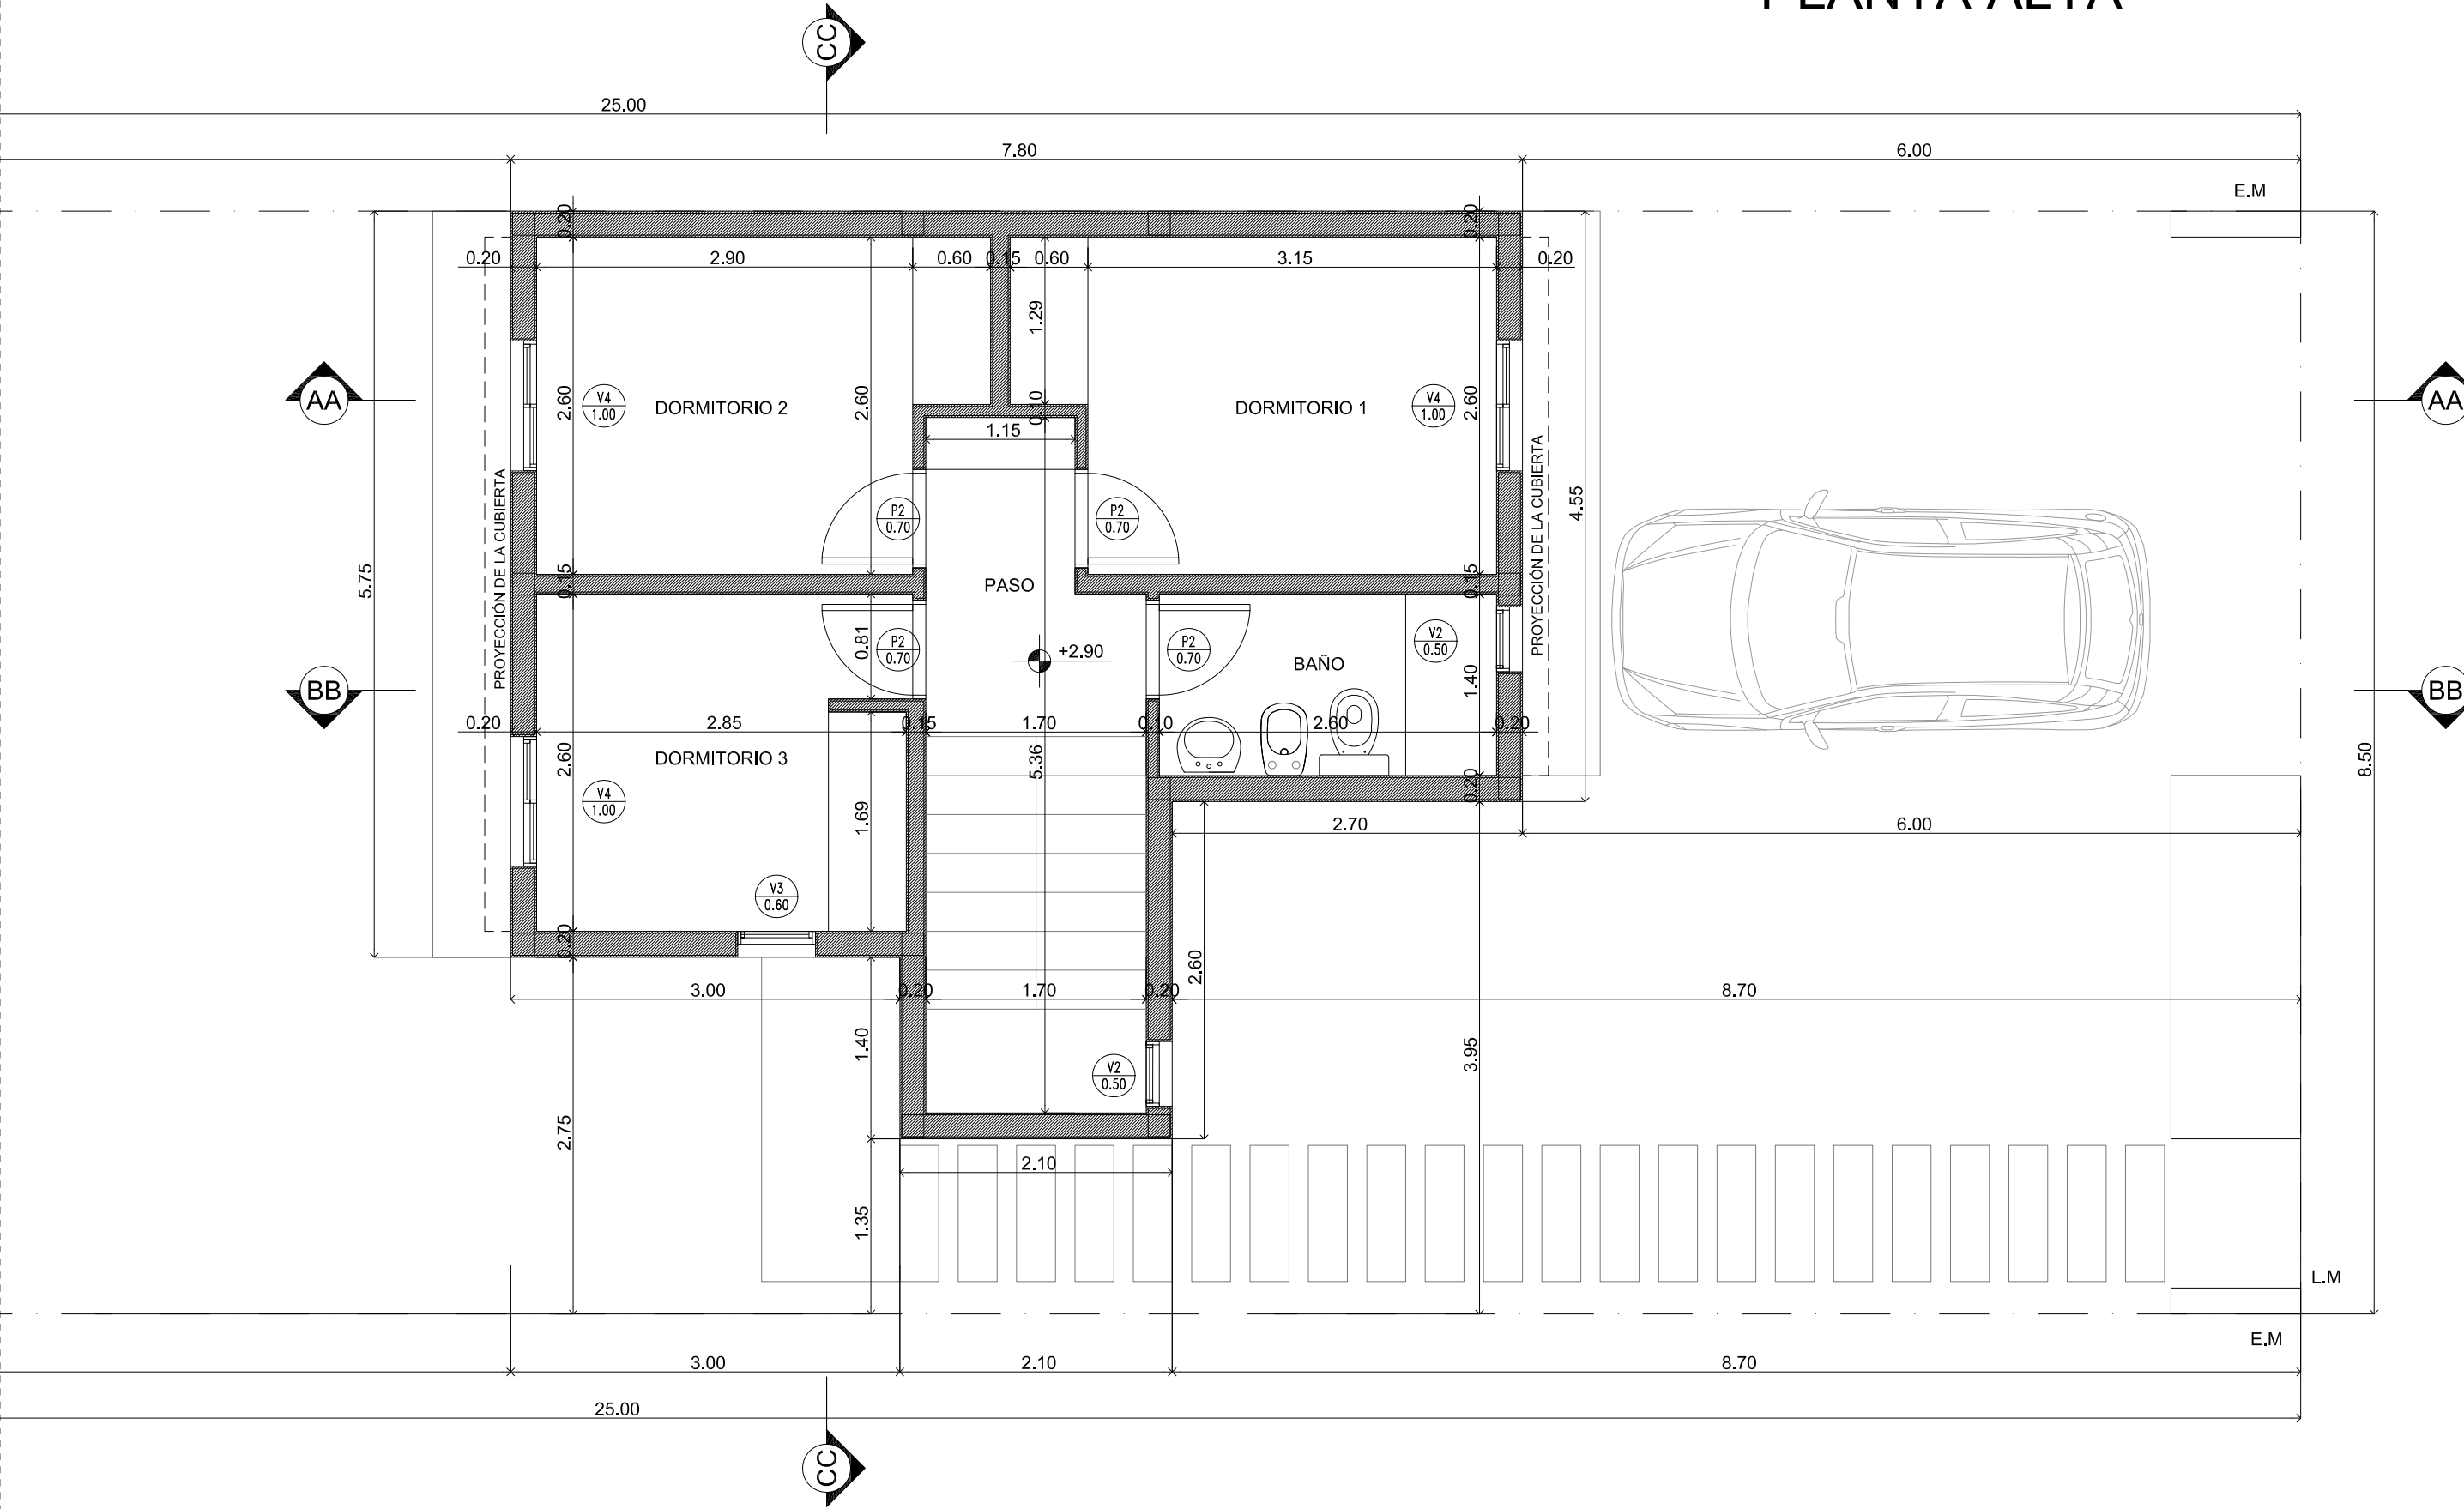 PLANTA ALTA
CC
25.00
7.80
6.00
E.M
0.20
0.20
0.20
2.90
0.60
0.15
0.60
3.15
0.20
1.29
AA
2.60
V4
1.00
DORMITORIO 2
2.60
0.10
DORMITORIO 1
V4
1.00
2.60
AA
1.15
PROYECCIÓN DE LA CUBIERTA
P2
0.70
P2
0.70
PROYECCIÓN DE LA CUBIERTA
4.55
5.75
0.15
PASO
0.15
0.81
P2
0.70
+2.90
P2
0.70
BAÑO
V2
0.50
1.40
BB
BB
0.20
2.85
0.15
1.70
0.10
2.60
0.20
2.60
DORMITORIO 3
5.36
8.50
V4
1.00
1.69
0.20
2.70
6.00
V3
0.60
0.20
2.60
3.00
0.20
1.70
0.20
8.70
1.40
V2
0.50
3.95
2.75
2.10
1.35
L.M
E.M
3.00
2.10
8.70
25.00
CC